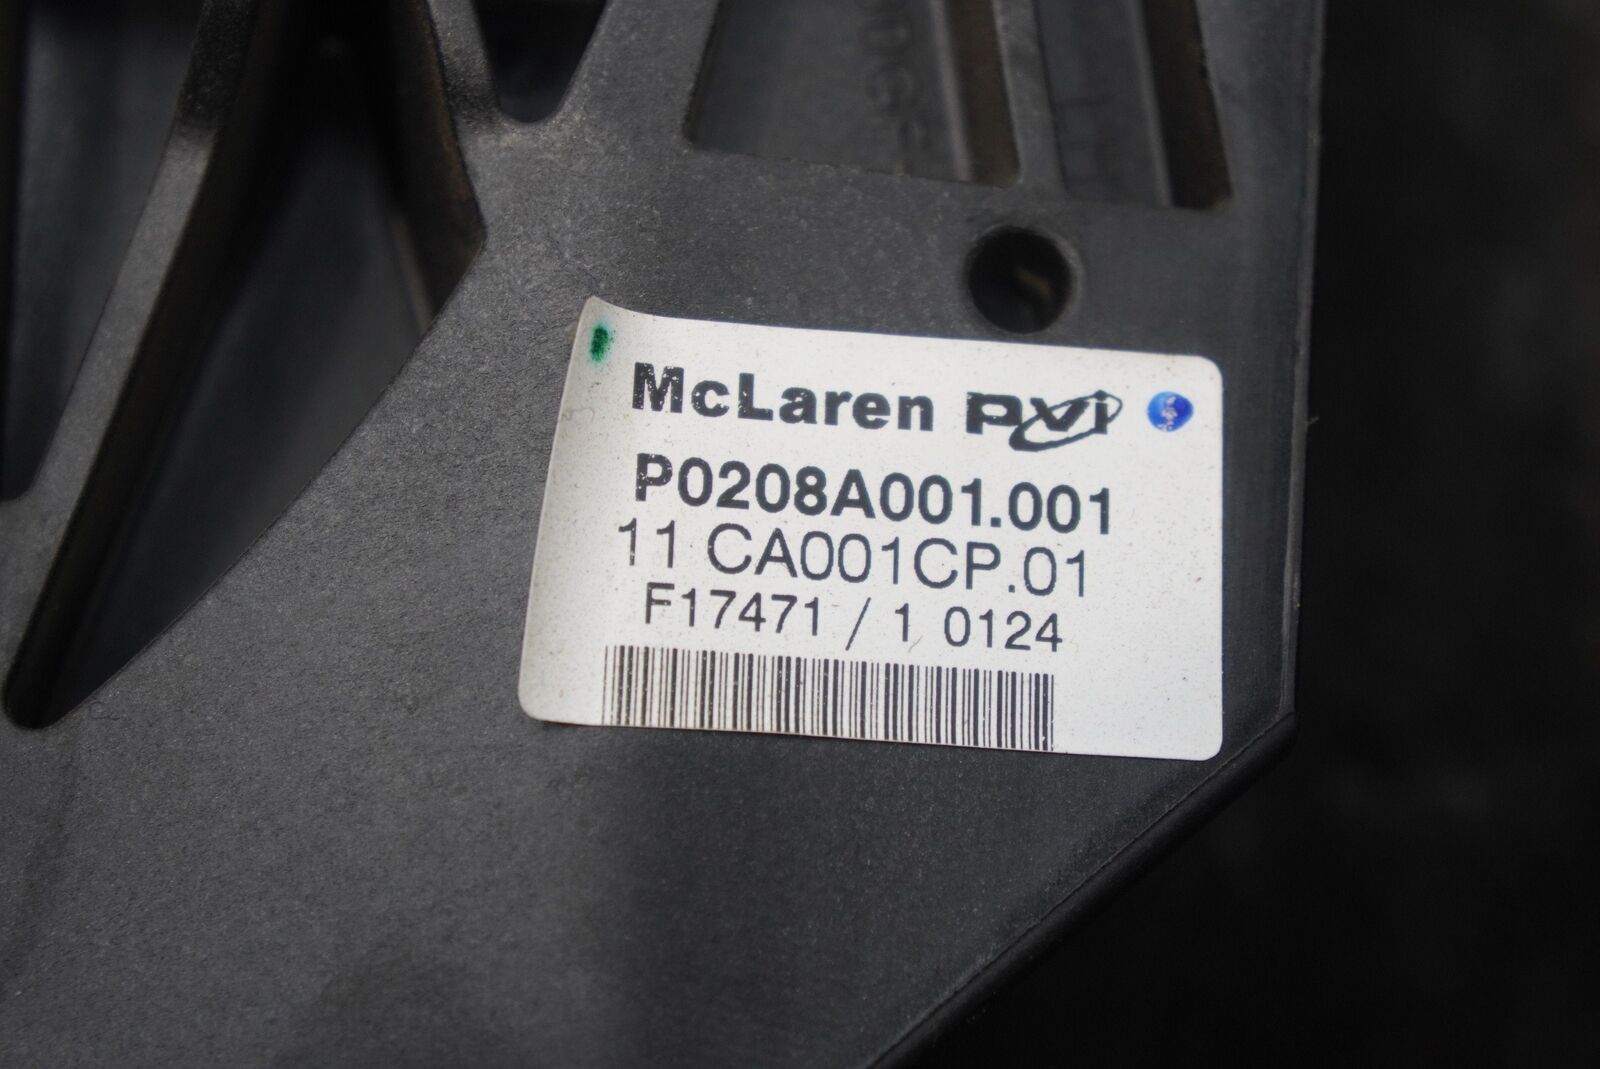 McLaren pvi
P0208A001.001
11 CA001CP.01
F17471 / 1 0124